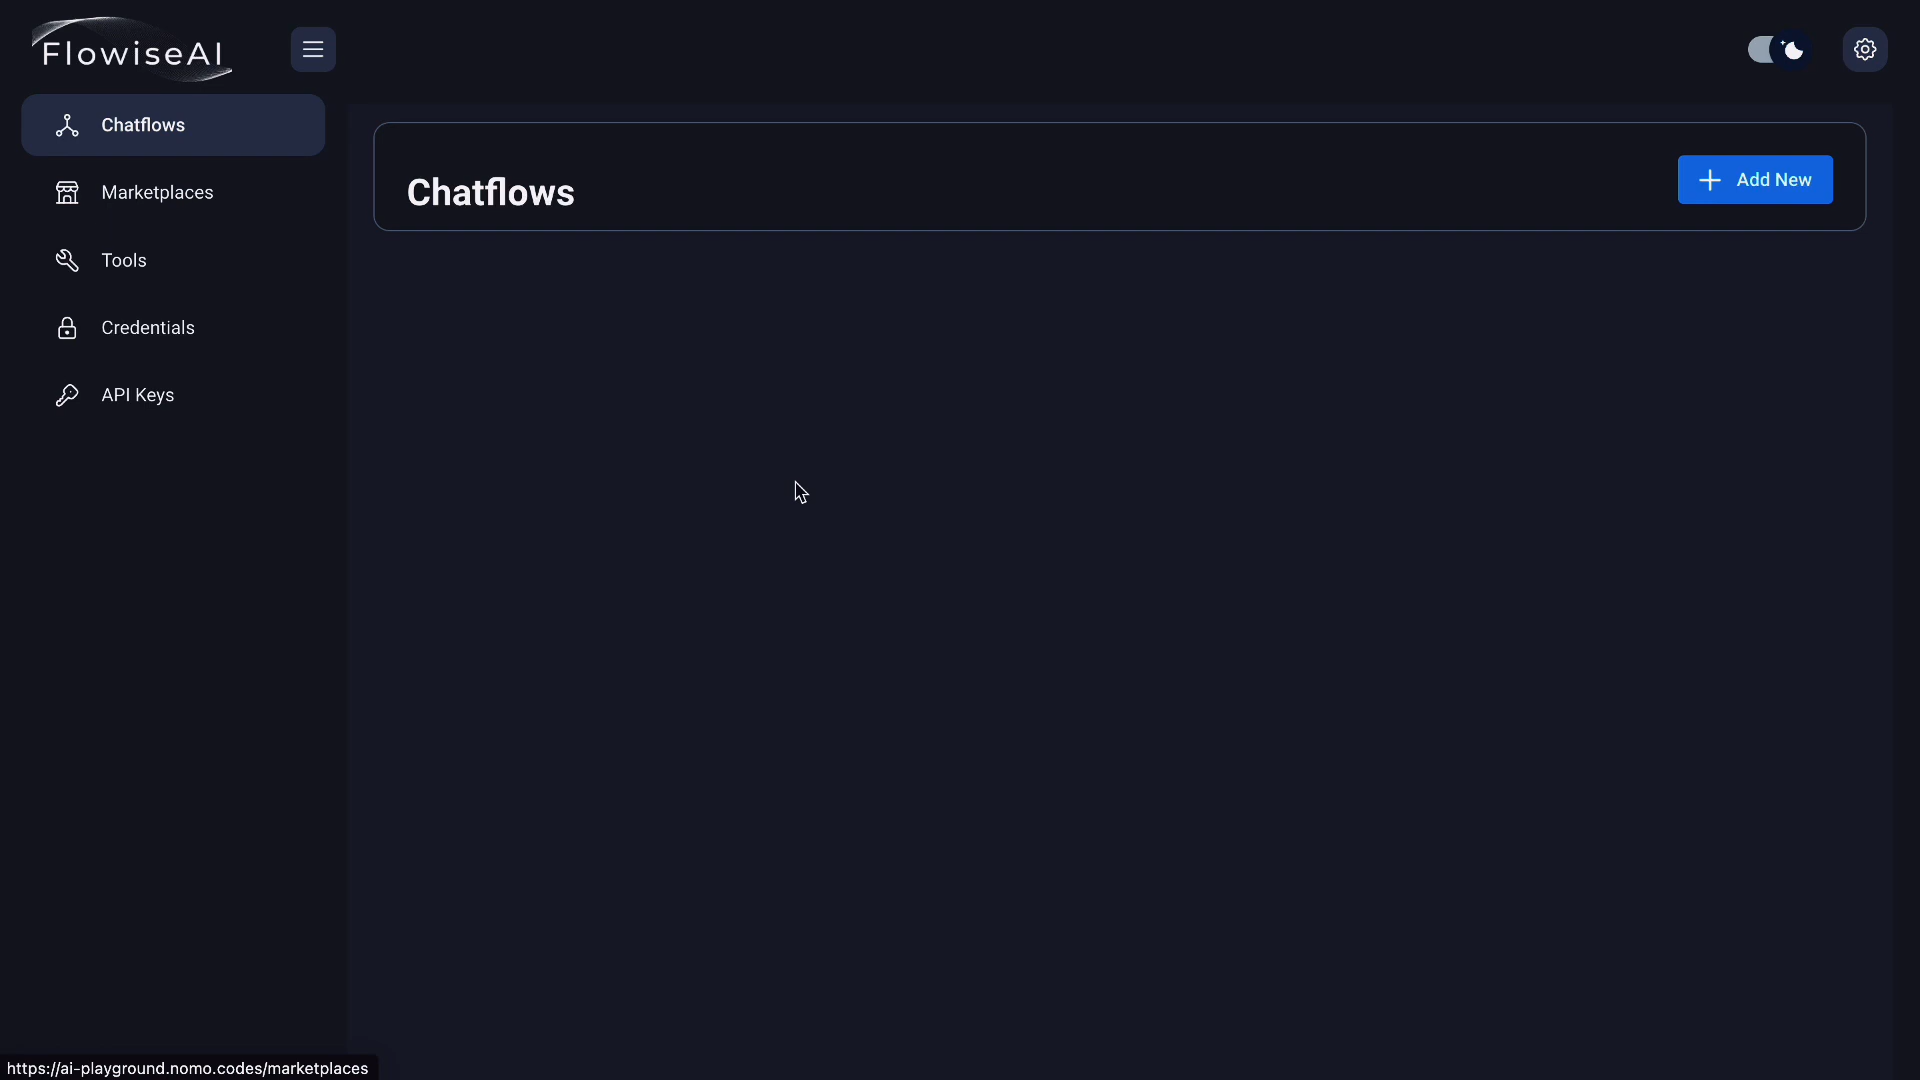 FlowiseAI
Chatflows
Marketplaces
Tools
Credentials
API Keys
Chatflows
Add New
https://ai-playground.nomo.codes/marketplaces